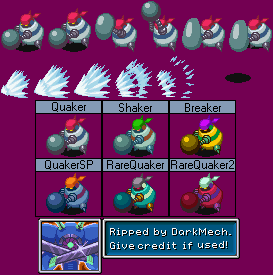 Quaker Shaker Breaker
QuakerSP RareQuaker RareQuaker2
Ripped by DarkMech.
Give credit if used!